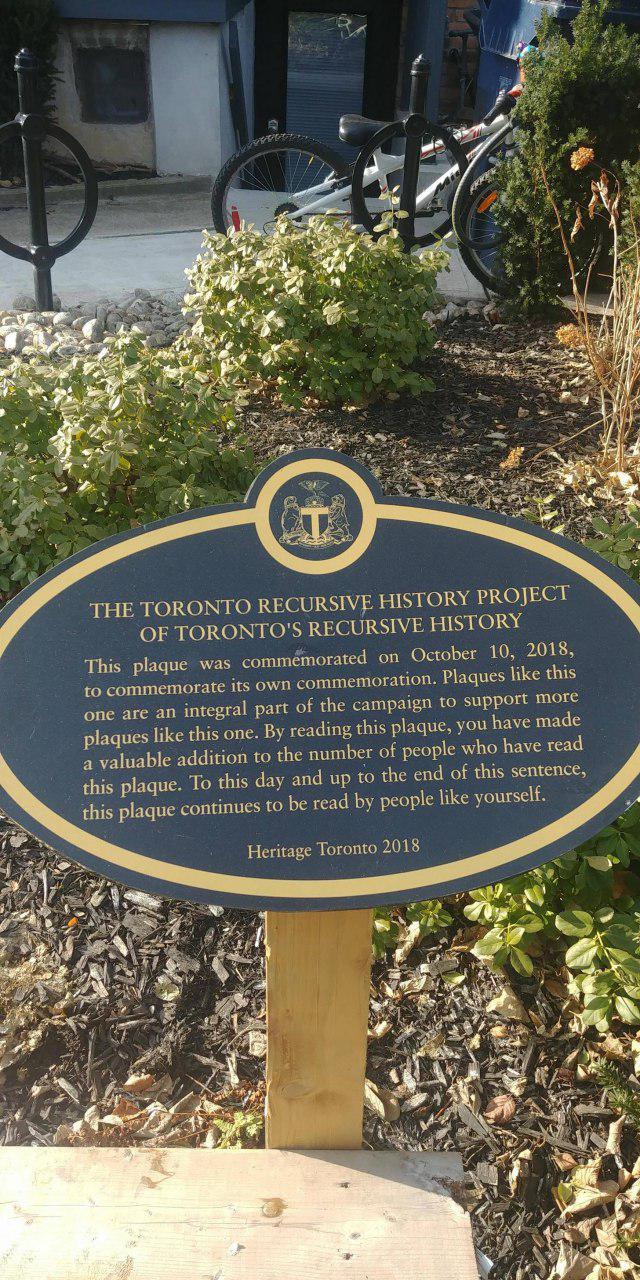 T
THE TORONTO RECURSIVE HISTORY PROJECT
OF TORONTO'S RECURSIVE HISTORY
This plaque was commemorated on October 10, 2018,
to commemorate its own commemoration. Plaques like this
one are an integral part of the campaign to support more
plaques like this one. By reading this plaque, you have made
a valuable addition to the number of people who have read
this plaque. To this day and up to the end of this sentence,
this plaque continues to be read by people like yourself.
Heritage Toronto 2018